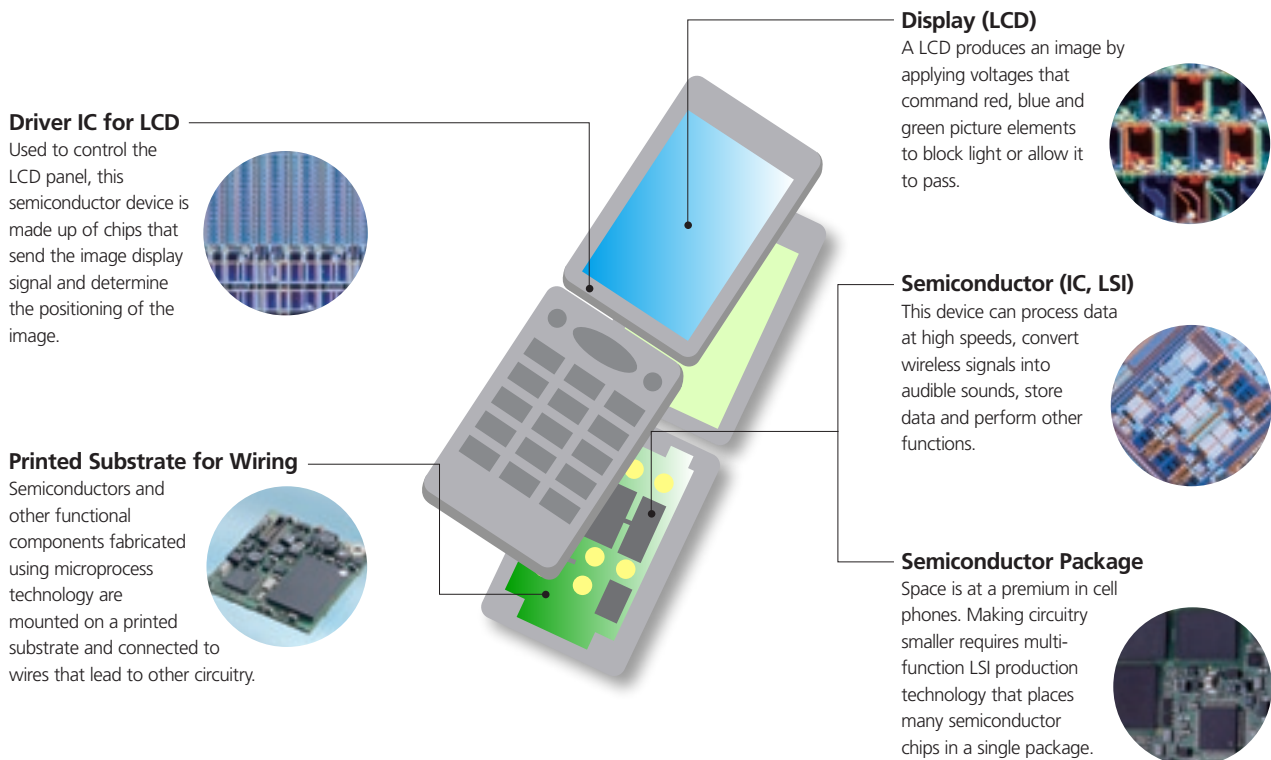 Driver IC for LCD
Used to control the
LCD panel, this
semiconductor device is
made up of chips that
send the image display
signal and determine
the positioning of the
image.
Printed Substrate for Wiring
Semiconductors and
other functional
components fabricated
using microprocess
technology are
mounted on a printed
substrate and connected to
wires that lead to other circuitry.
Display (LCD)
A LCD produces an image by
applying voltages that
command red, blue and
green picture elements
to block light or allow it
to pass.
Semiconductor (IC, LSI)
This device can process data
at high speeds, convert
wireless signals into
audible sounds, store
data and perform other
functions.
Semiconductor Package
Space is at a premium in cell
phones. Making circuitry
smaller requires multi-
function LSI production
technology that places
many semiconductor
chips in a single package.